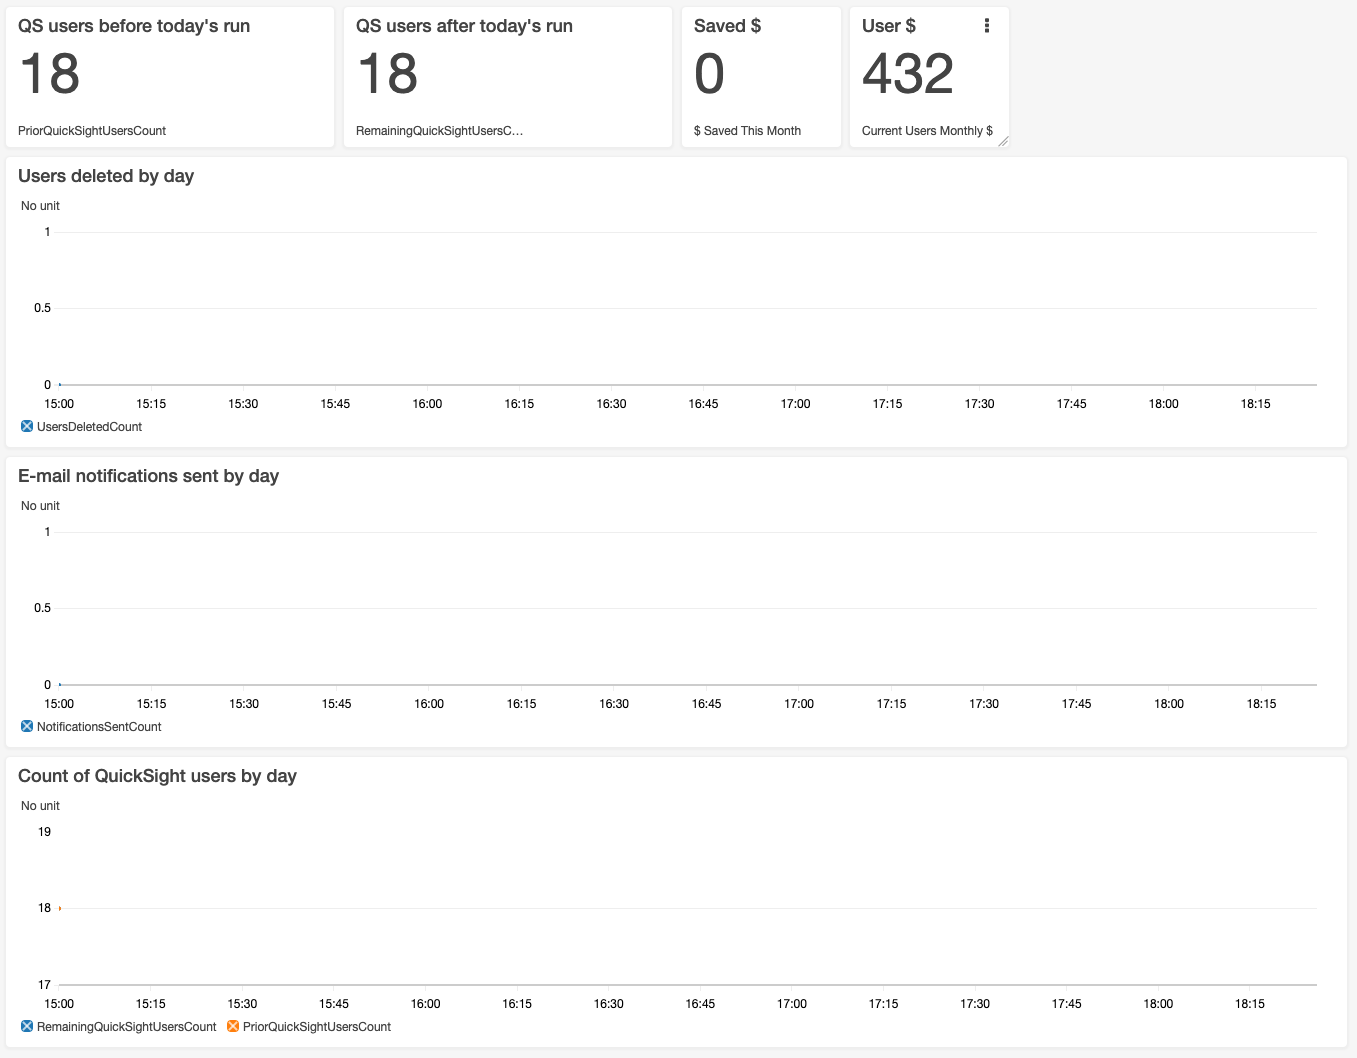 QS users before today's run
18
PriorQuickSightUsersCount
QS users after today's run
18
RemainingQuickSightUsersC...
Saved $
0
$ Saved This Month
User $
432
Current Users Monthly $
Users deleted by day
No unit
1
0.5
0
15:00 15:15 15:30 15:45 16:00 16:15 16:30 16:45 17:00 17:15 17:30 17:45 18:00 18:15
UsersDeletedCount
E-mail notifications sent by day
No unit
1
0.5
0
15:00 15:15 15:30 15:45 16:00 16:15 16:30 16:45 17:00 17:15 17:30 17:45 18:00 18:15
NotificationsSentCount
Count of QuickSight users by day
No unit
19
18
17
15:00 15:15 15:30 15:45 16:00 16:15 16:30 16:45 17:00 17:15 17:30 17:45 18:00 18:15
RemainingQuickSightUsersCount PriorQuickSightUsersCount